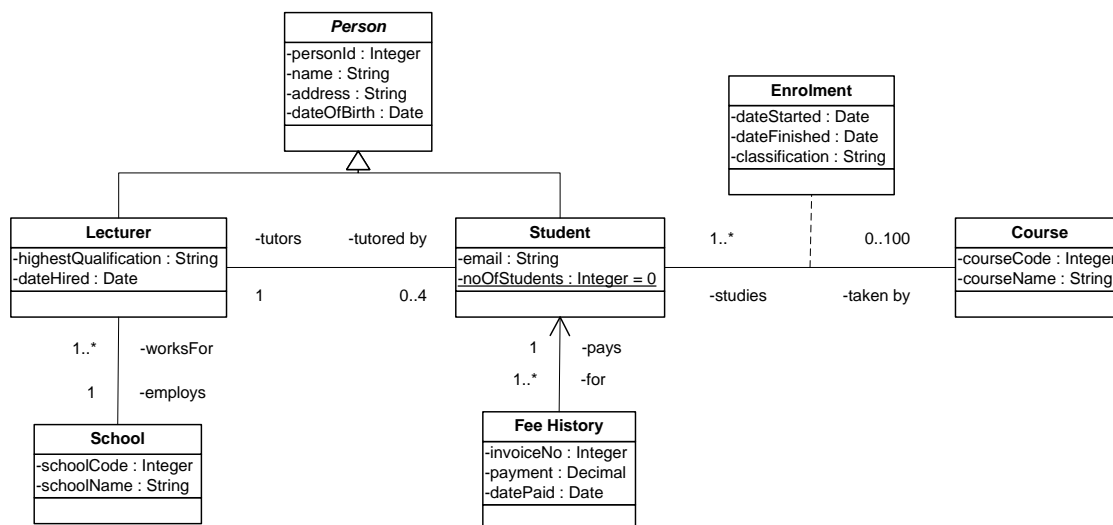 Person
-personId : Integer
-name : String
-address : String
-dateOfBirth : Date
Enrolment
-dateStarted : Date
-dateFinished : Date
-classification : String
Lecturer
-highestQualification : String
-dateHired : Date
-tutors
-tutored by
1
0..4
Student
-email : String
-noOfStudents : Integer = 0
1..*
0..100
-studies
-taken by
Course
-courseCode : Integer
-courseName : String
1..*
-worksFor
1
-employs
1
-pays
1..*
-for
School
-schoolCode : Integer
-schoolName : String
Fee History
-invoiceNo : Integer
-payment : Decimal
-datePaid : Date